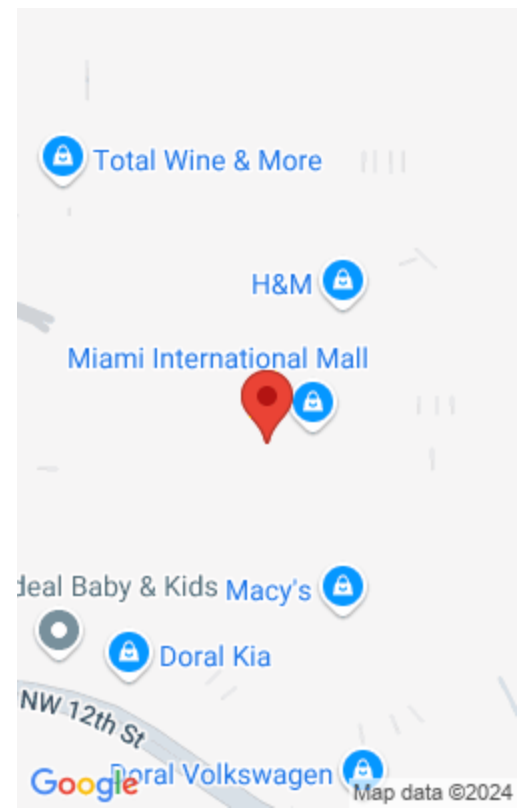 Total Wine & More
H&M
Miami International Mall
deal Baby & Kids
Macy's
Doral Kia
NW 12th St
Doral Volkswagen
Google
Map data ©2024